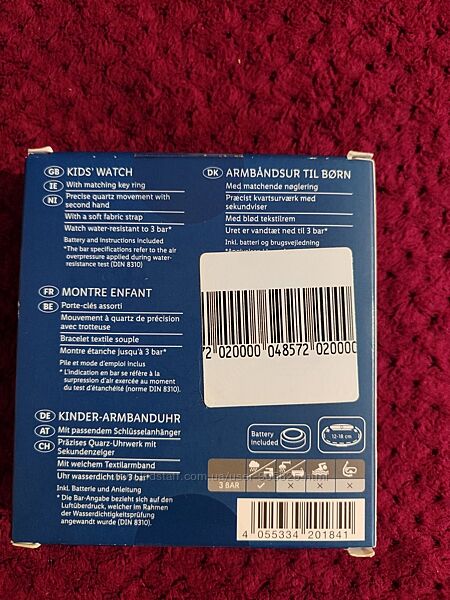 GB KIDS' WATCH
IE With matching key ring
NI Precise quartz movement with
second hand
With a soft fabric strap
Watch water-resistant to 3 bar*
Battery and instructions included
*The bar specifications refer to the air
overpressure applied during water-
resistance test (DIN 8310)
DK ARMBÅNDSUR TIL BØRN
Med matchende nøglering
Præcist kvartsurværk med
sekundviser
Med blød tekstilrem
Uret er vandtæt ned til 3 bar*
Inkl. batteri og brugsvejledning
FR MONTRE ENFANT
BE Porte-clés assorti
Mouvement à quartz de précision
avec trotteuse
Bracelet textile souple
Montre étanche jusqu'à 3 bar*
Pile et mode d'emploi inclus
* L'indication en bar se réfère à la
surpression d'air exercée au moment
du test d'étanchéité (norme DIN 8310).
72 020000 048572 020000
DE KINDER-ARMBANDUHR
AT Mit passendem Schlüsselanhänger
CH Präzises Quarz-Uhrwerk mit
Sekundenzeiger
Mit weichem Textilarmband
Uhr wasserdicht bis 3 bar*
Inkl. Batterie und Anleitung
* Die Bar-Angabe bezieht sich auf den
Luftüberdruck, welcher im Rahmen
der Wasserdichtigkeitsprüfung
angewandt wurde (DIN 8310).
Battery
included
12-18 cm
3 BAR
4 055334 201841